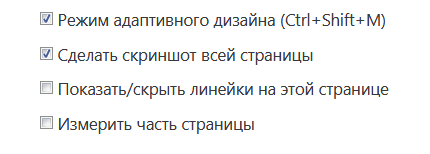 Режим адаптивного дизайна (Ctrl+Shift+M)
Сделать скриншот всей страницы
Показать/скрыть линейки на этой странице
Измерить часть страницы